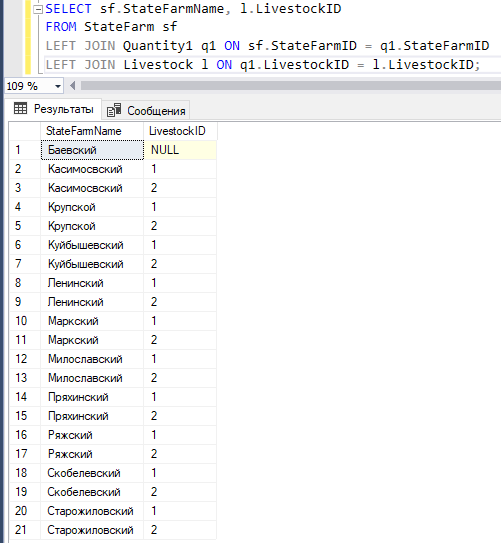 SELECT sf.StateFarmName, l.LivestockID
FROM StateFarm sf
LEFT JOIN Quantity1 q1 ON sf.StateFarmID = q1.StateFarmID
LEFT JOIN Livestock l ON q1.LivestockID = l.LivestockID;
109 %
Результаты Сообщения
StateFarmName LivestockID
1 Баевский NULL
2 Касимосвский 1
3 Касимосвский 2
4 Крупской 1
5 Крупской 2
6 Куйбышевский 1
7 Куйбышевский 2
8 Ленинский 1
9 Ленинский 2
10 Маркский 1
11 Маркский 2
12 Милославский 1
13 Милославский 2
14 Пряхинский 1
15 Пряхинский 2
16 Ряжский 1
17 Ряжский 2
18 Скобелевский 1
19 Скобелевский 2
20 Старожиловский 1
21 Старожиловский 2